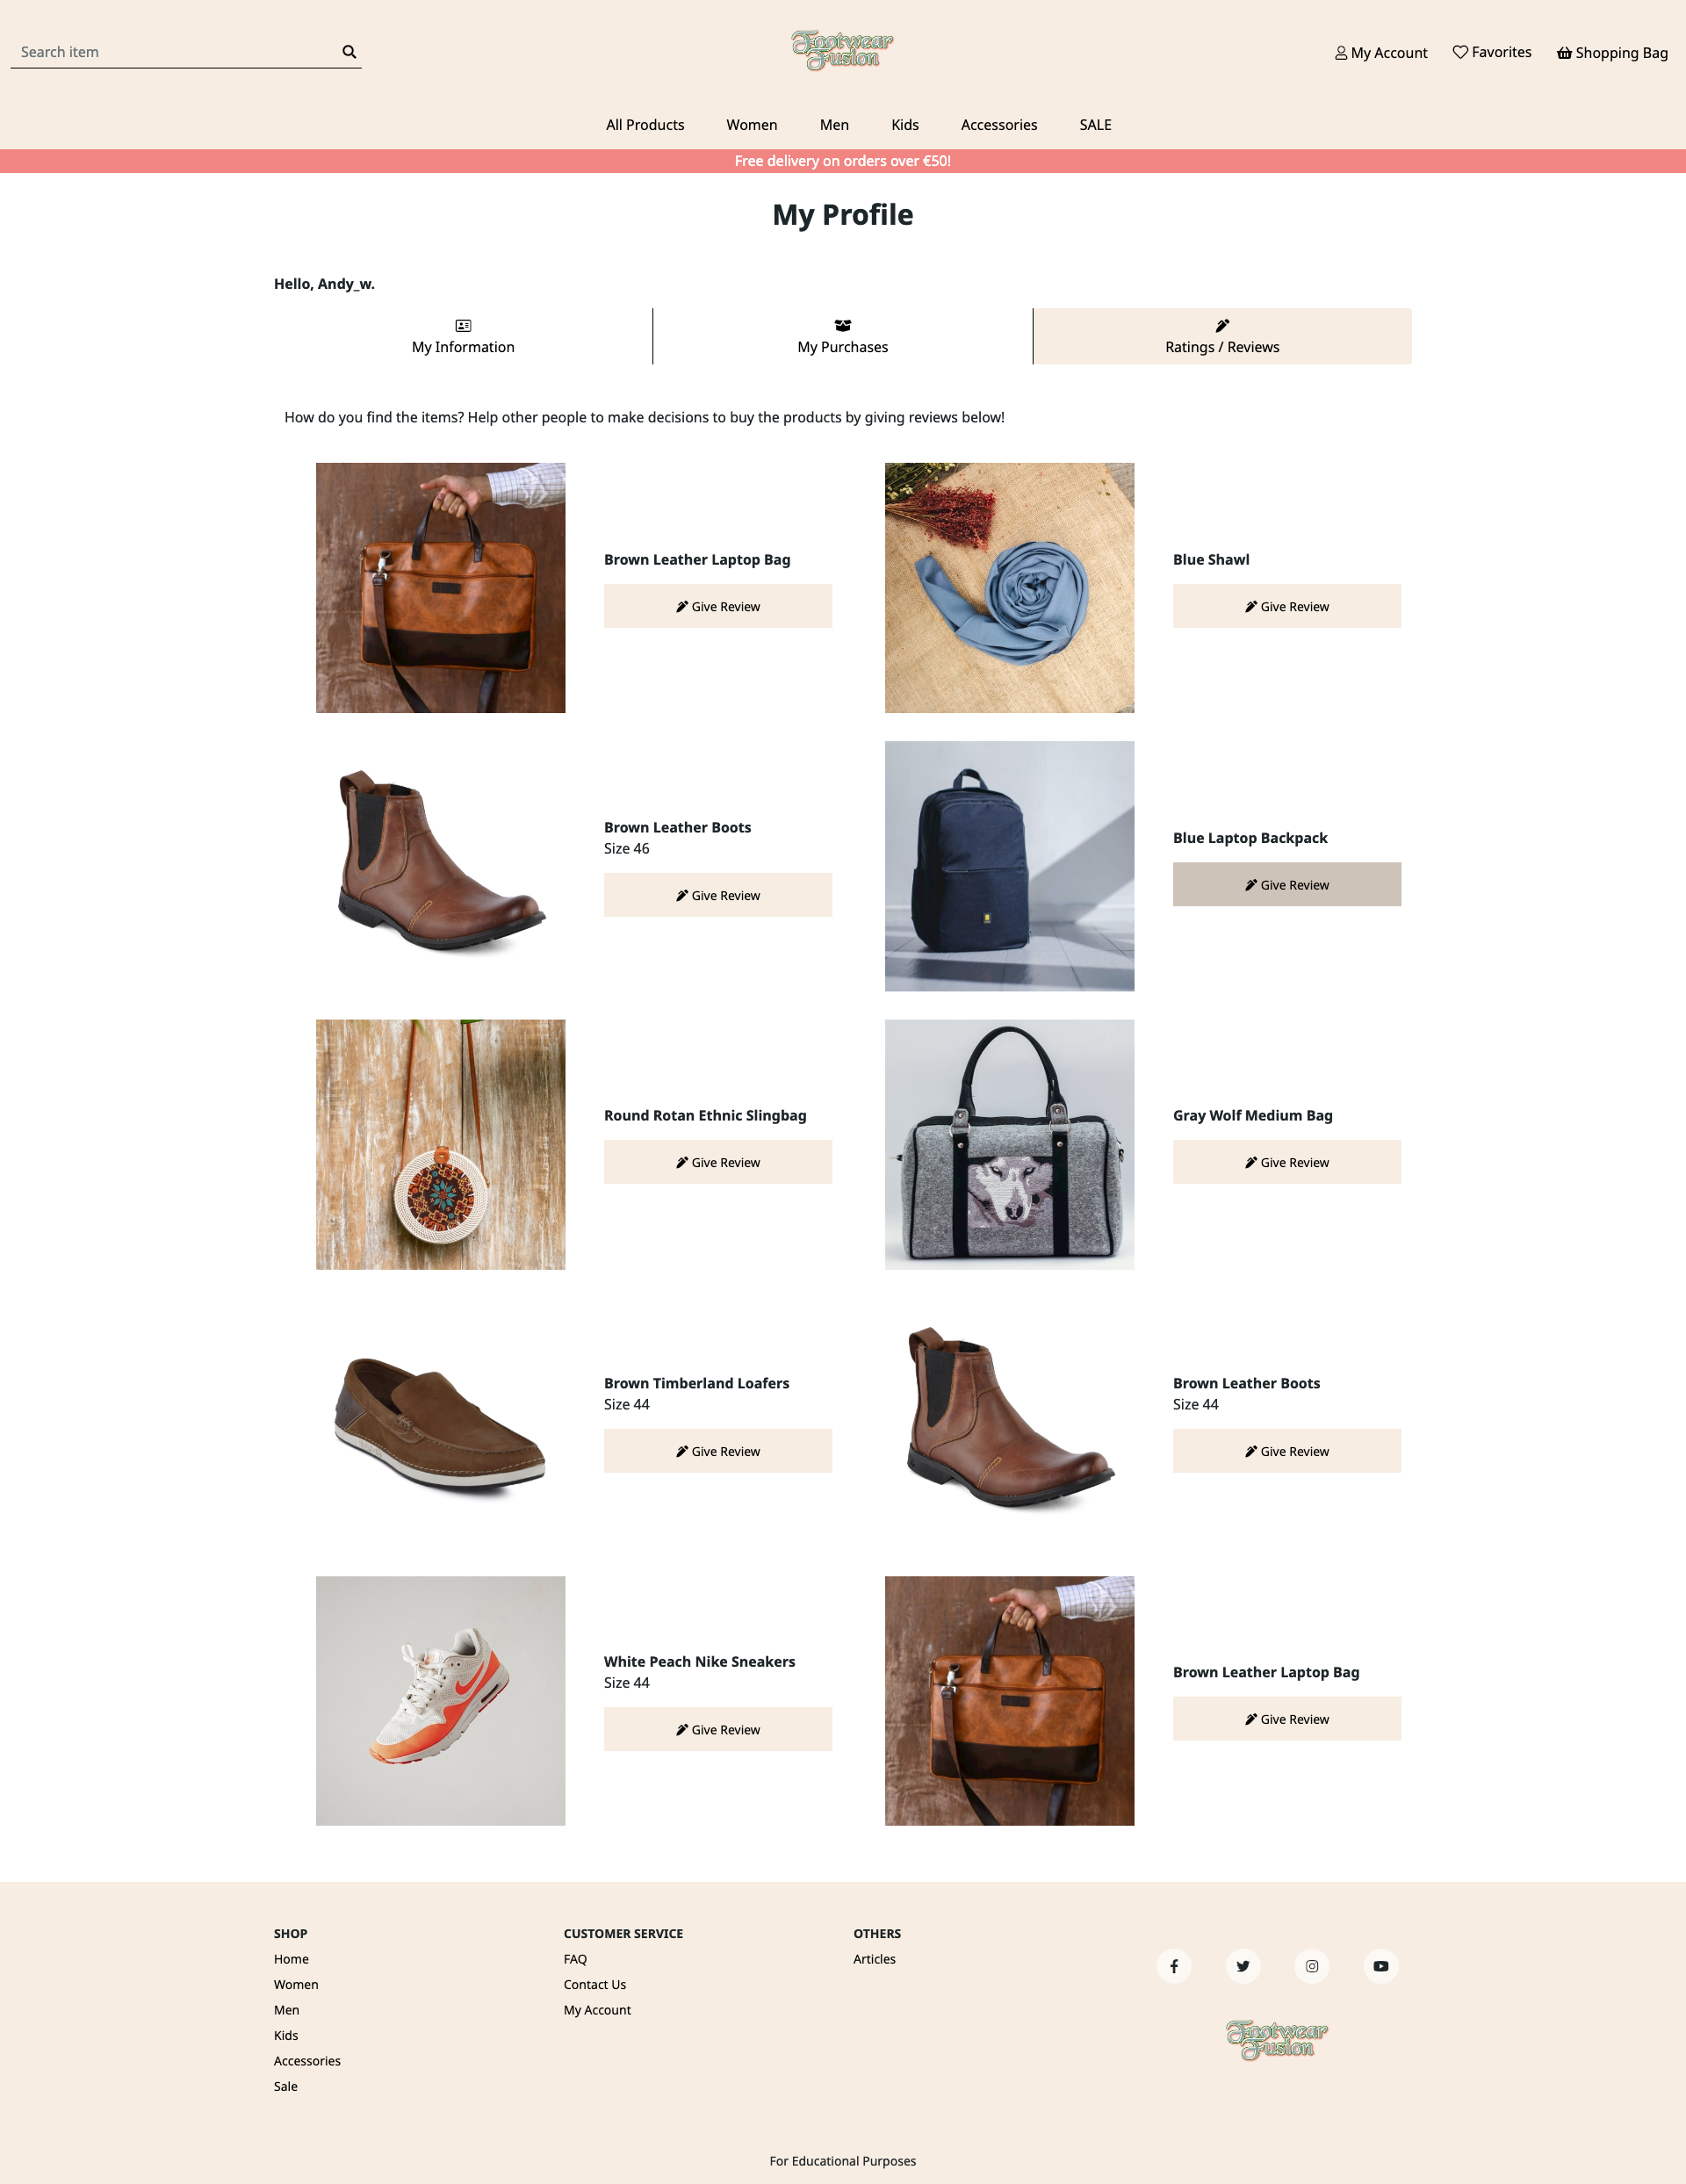 Search item
Footwear
Fusion
My Account
Favorites
Shopping Bag
All Products
Women
Men
Kids
Accessories
SALE
Free delivery on orders over €50!
My Profile
Hello, Andy_w.
My Information
My Purchases
Ratings / Reviews
How do you find the items? Help other people to make decisions to buy the products by giving reviews below!
Brown Leather Laptop Bag
Give Review
Blue Shawl
Give Review
Brown Leather Boots
Size 46
Give Review
Blue Laptop Backpack
Give Review
Round Rotan Ethnic Slingbag
Give Review
Gray Wolf Medium Bag
Give Review
Brown Timberland Loafers
Size 44
Give Review
Brown Leather Boots
Size 44
Give Review
White Peach Nike Sneakers
Size 44
Give Review
Brown Leather Laptop Bag
Give Review
SHOP
Home
Women
Men
Kids
Accessories
Sale
CUSTOMER SERVICE
FAQ
Contact Us
My Account
OTHERS
Articles
Footwear
Fusion
For Educational Purposes